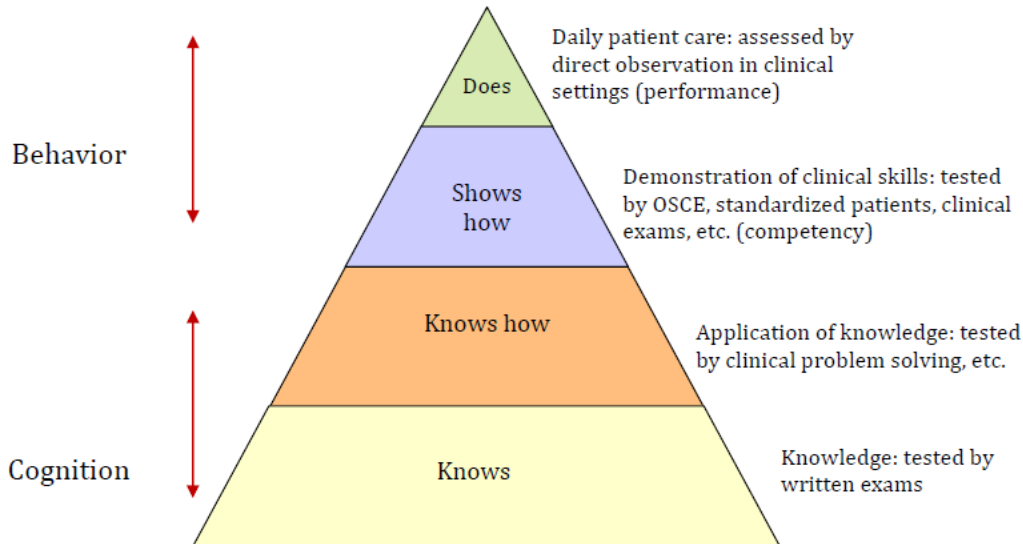 Does
Daily patient care: assessed by
direct observation in clinical
settings (performance)
Behavior
Shows
how
Demonstration of clinical skills: tested
by OSCE, standardized patients, clinical
exams, etc. (competency)
Knows how
Application of knowledge: tested
by clinical problem solving, etc.
Cognition
Knows
Knowledge: tested by
written exams